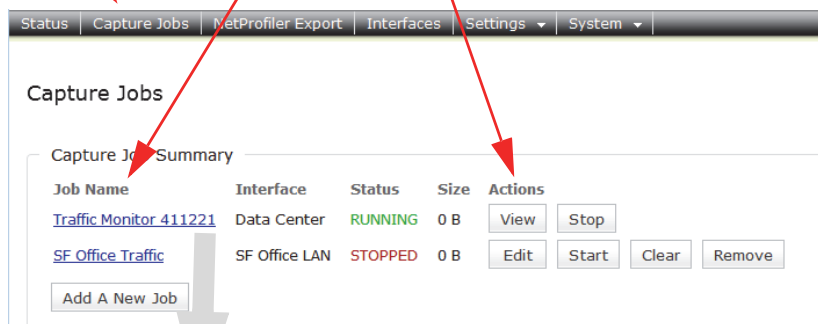 Status Capture Jobs NetProfiler Export Interfaces Settings System
Capture Jobs
Capture Job Summary
Job Name Interface Status Size Actions
Traffic Monitor 411221 Data Center RUNNING 0 B View Stop
SF Office Traffic SF Office LAN STOPPED 0 B Edit Start Clear Remove
Add A New Job